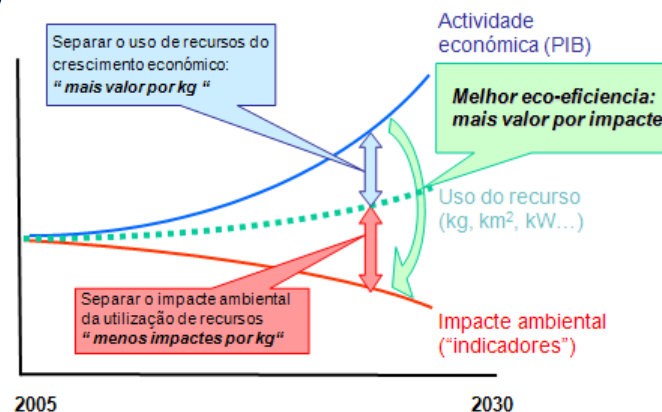 Actividade
económica (PIB)
Separar o uso de recursos do
crescimento económico:
“ mais valor por kg “
Melhor eco-eficiencia:
mais valor por impacte
Uso do recurso
(kg, km², kW...)
Separar o impacte ambiental
da utilização de recursos
“ menos impactes por kg“
Impacte ambiental
(“indicadores”)
2005
2030